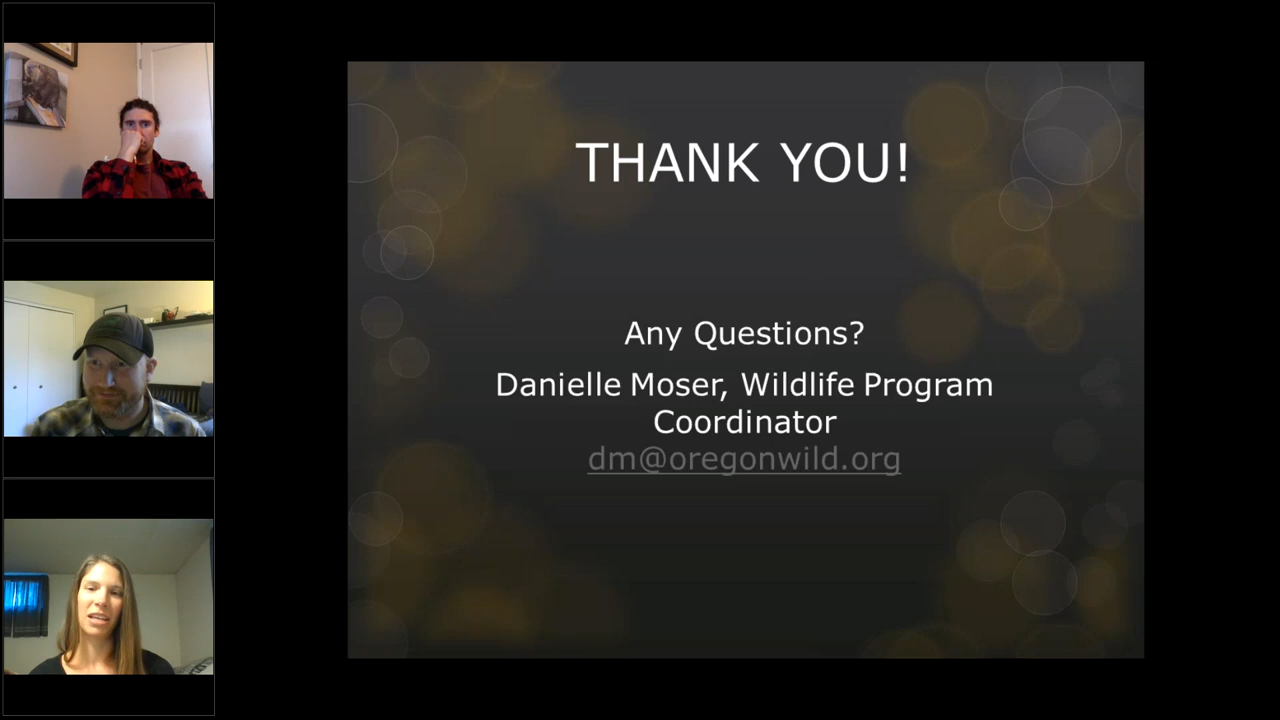 THANK YOU!
Any Questions?
Danielle Moser, Wildlife Program
Coordinator
dm@oregonwild.org